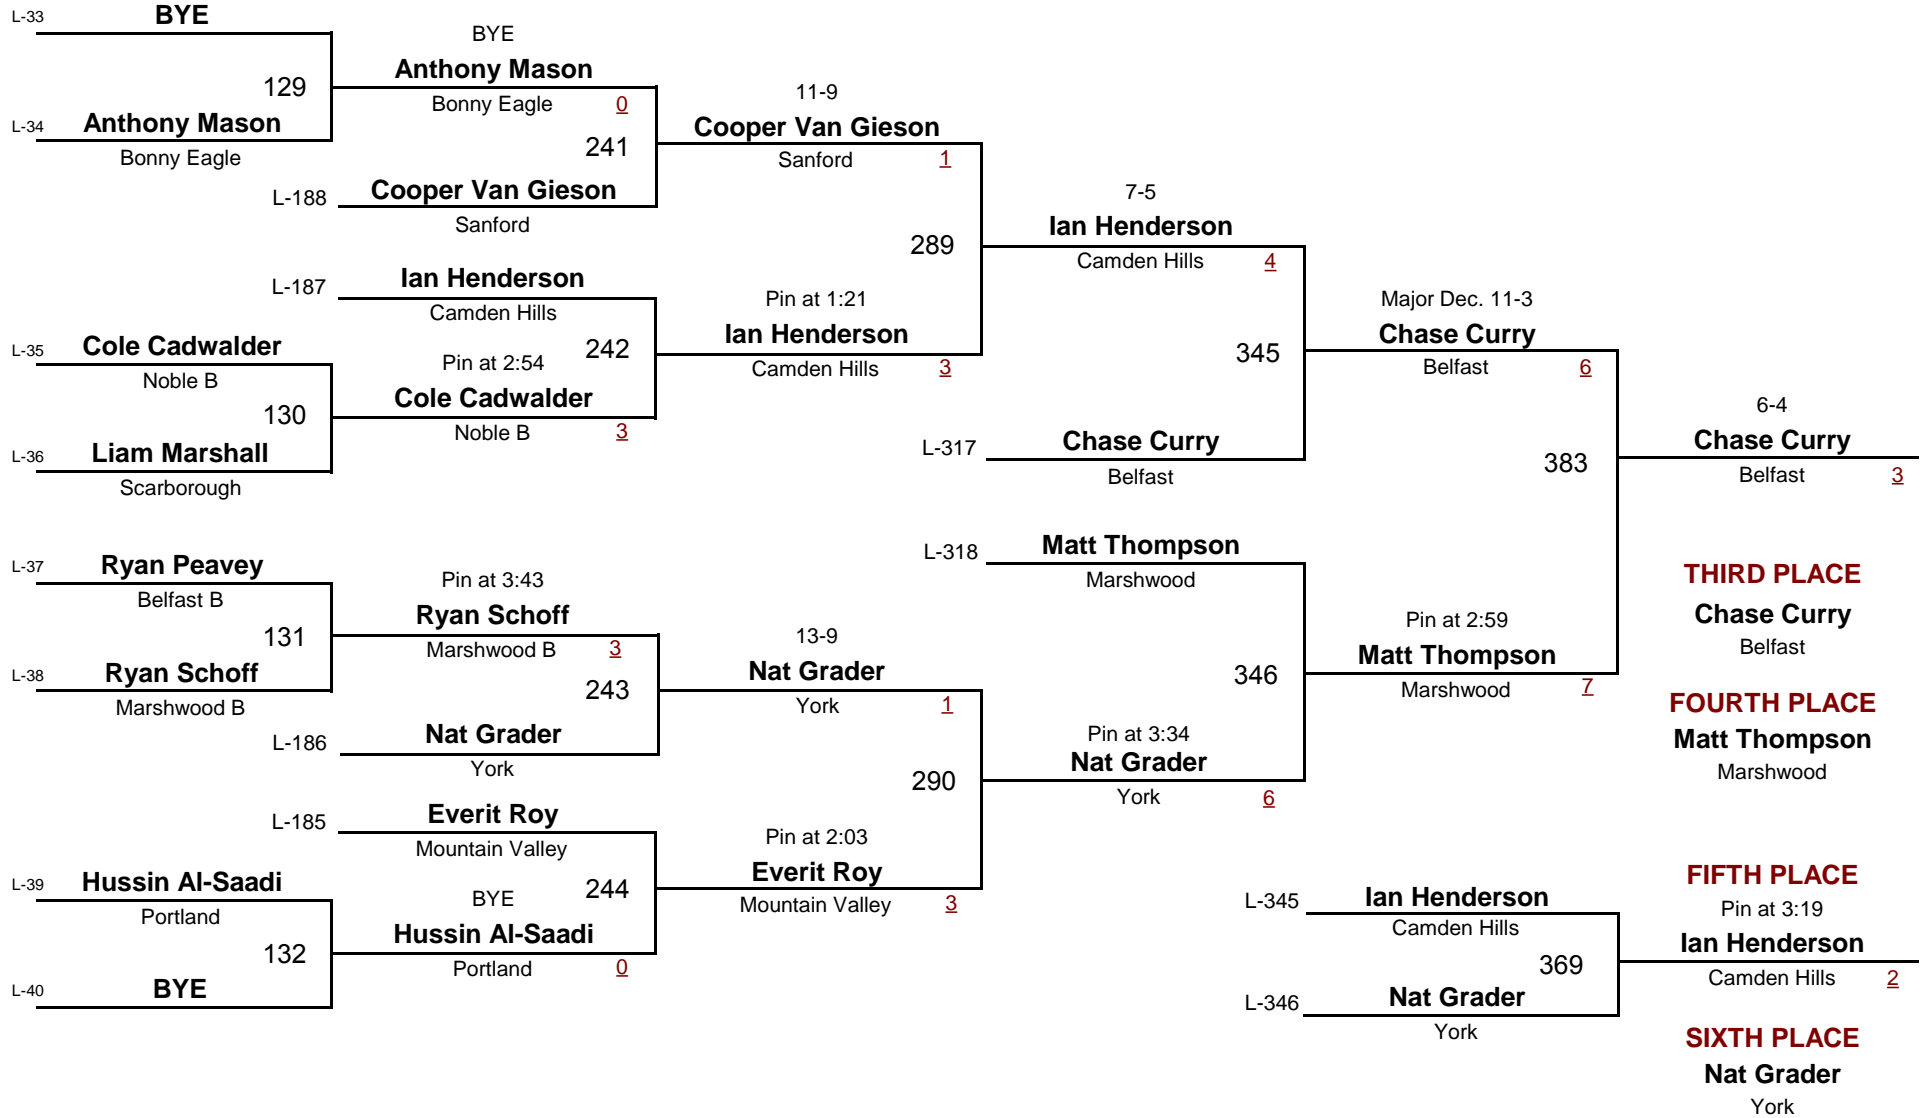 L-33
BYE
129
L-34
Anthony Mason
Bonny Eagle
BYE
Anthony Mason
Bonny Eagle
0
241
L-188
Cooper Van Gieson
Sanford
11-9
Cooper Van Gieson
Sanford
1
289
L-187
Ian Henderson
Camden Hills
L-35
Cole Cadwalder
Noble B
130
L-36
Liam Marshall
Scarborough
Pin at 2:54
242
Cole Cadwalder
Noble B
3
Pin at 1:21
Ian Henderson
Camden Hills
3
7-5
Ian Henderson
Camden Hills
4
345
L-317
Chase Curry
Belfast
Major Dec. 11-3
Chase Curry
Belfast
6
383
6-4
Chase Curry
Belfast
3
L-37
Ryan Peavey
Belfast B
131
L-38
Ryan Schoff
Marshwood B
Pin at 3:43
Ryan Schoff
Marshwood B
3
243
L-186
Nat Grader
York
13-9
Nat Grader
York
1
290
L-185
Everit Roy
Mountain Valley
L-39
Hussin Al-Saadi
Portland
132
L-40
BYE
BYE
244
Hussin Al-Saadi
Portland
0
Pin at 2:03
Everit Roy
Mountain Valley
3
L-318
Matt Thompson
Marshwood
346
Pin at 3:34
Nat Grader
York
6
Pin at 2:59
Matt Thompson
Marshwood
7
THIRD PLACE
Chase Curry
Belfast
FOURTH PLACE
Matt Thompson
Marshwood
L-345
Ian Henderson
Camden Hills
369
L-346
Nat Grader
York
FIFTH PLACE
Pin at 3:19
Ian Henderson
Camden Hills
2
SIXTH PLACE
Nat Grader
York